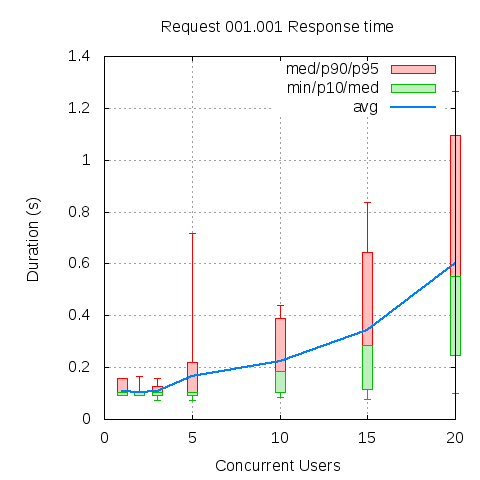 Request 001.001 Response time
med/p90/p95
min/p10/med
avg
Duration (s)
1.4
1.2
1
0.8
0.6
0.4
0.2
0
0 5 10 15 20
Concurrent Users